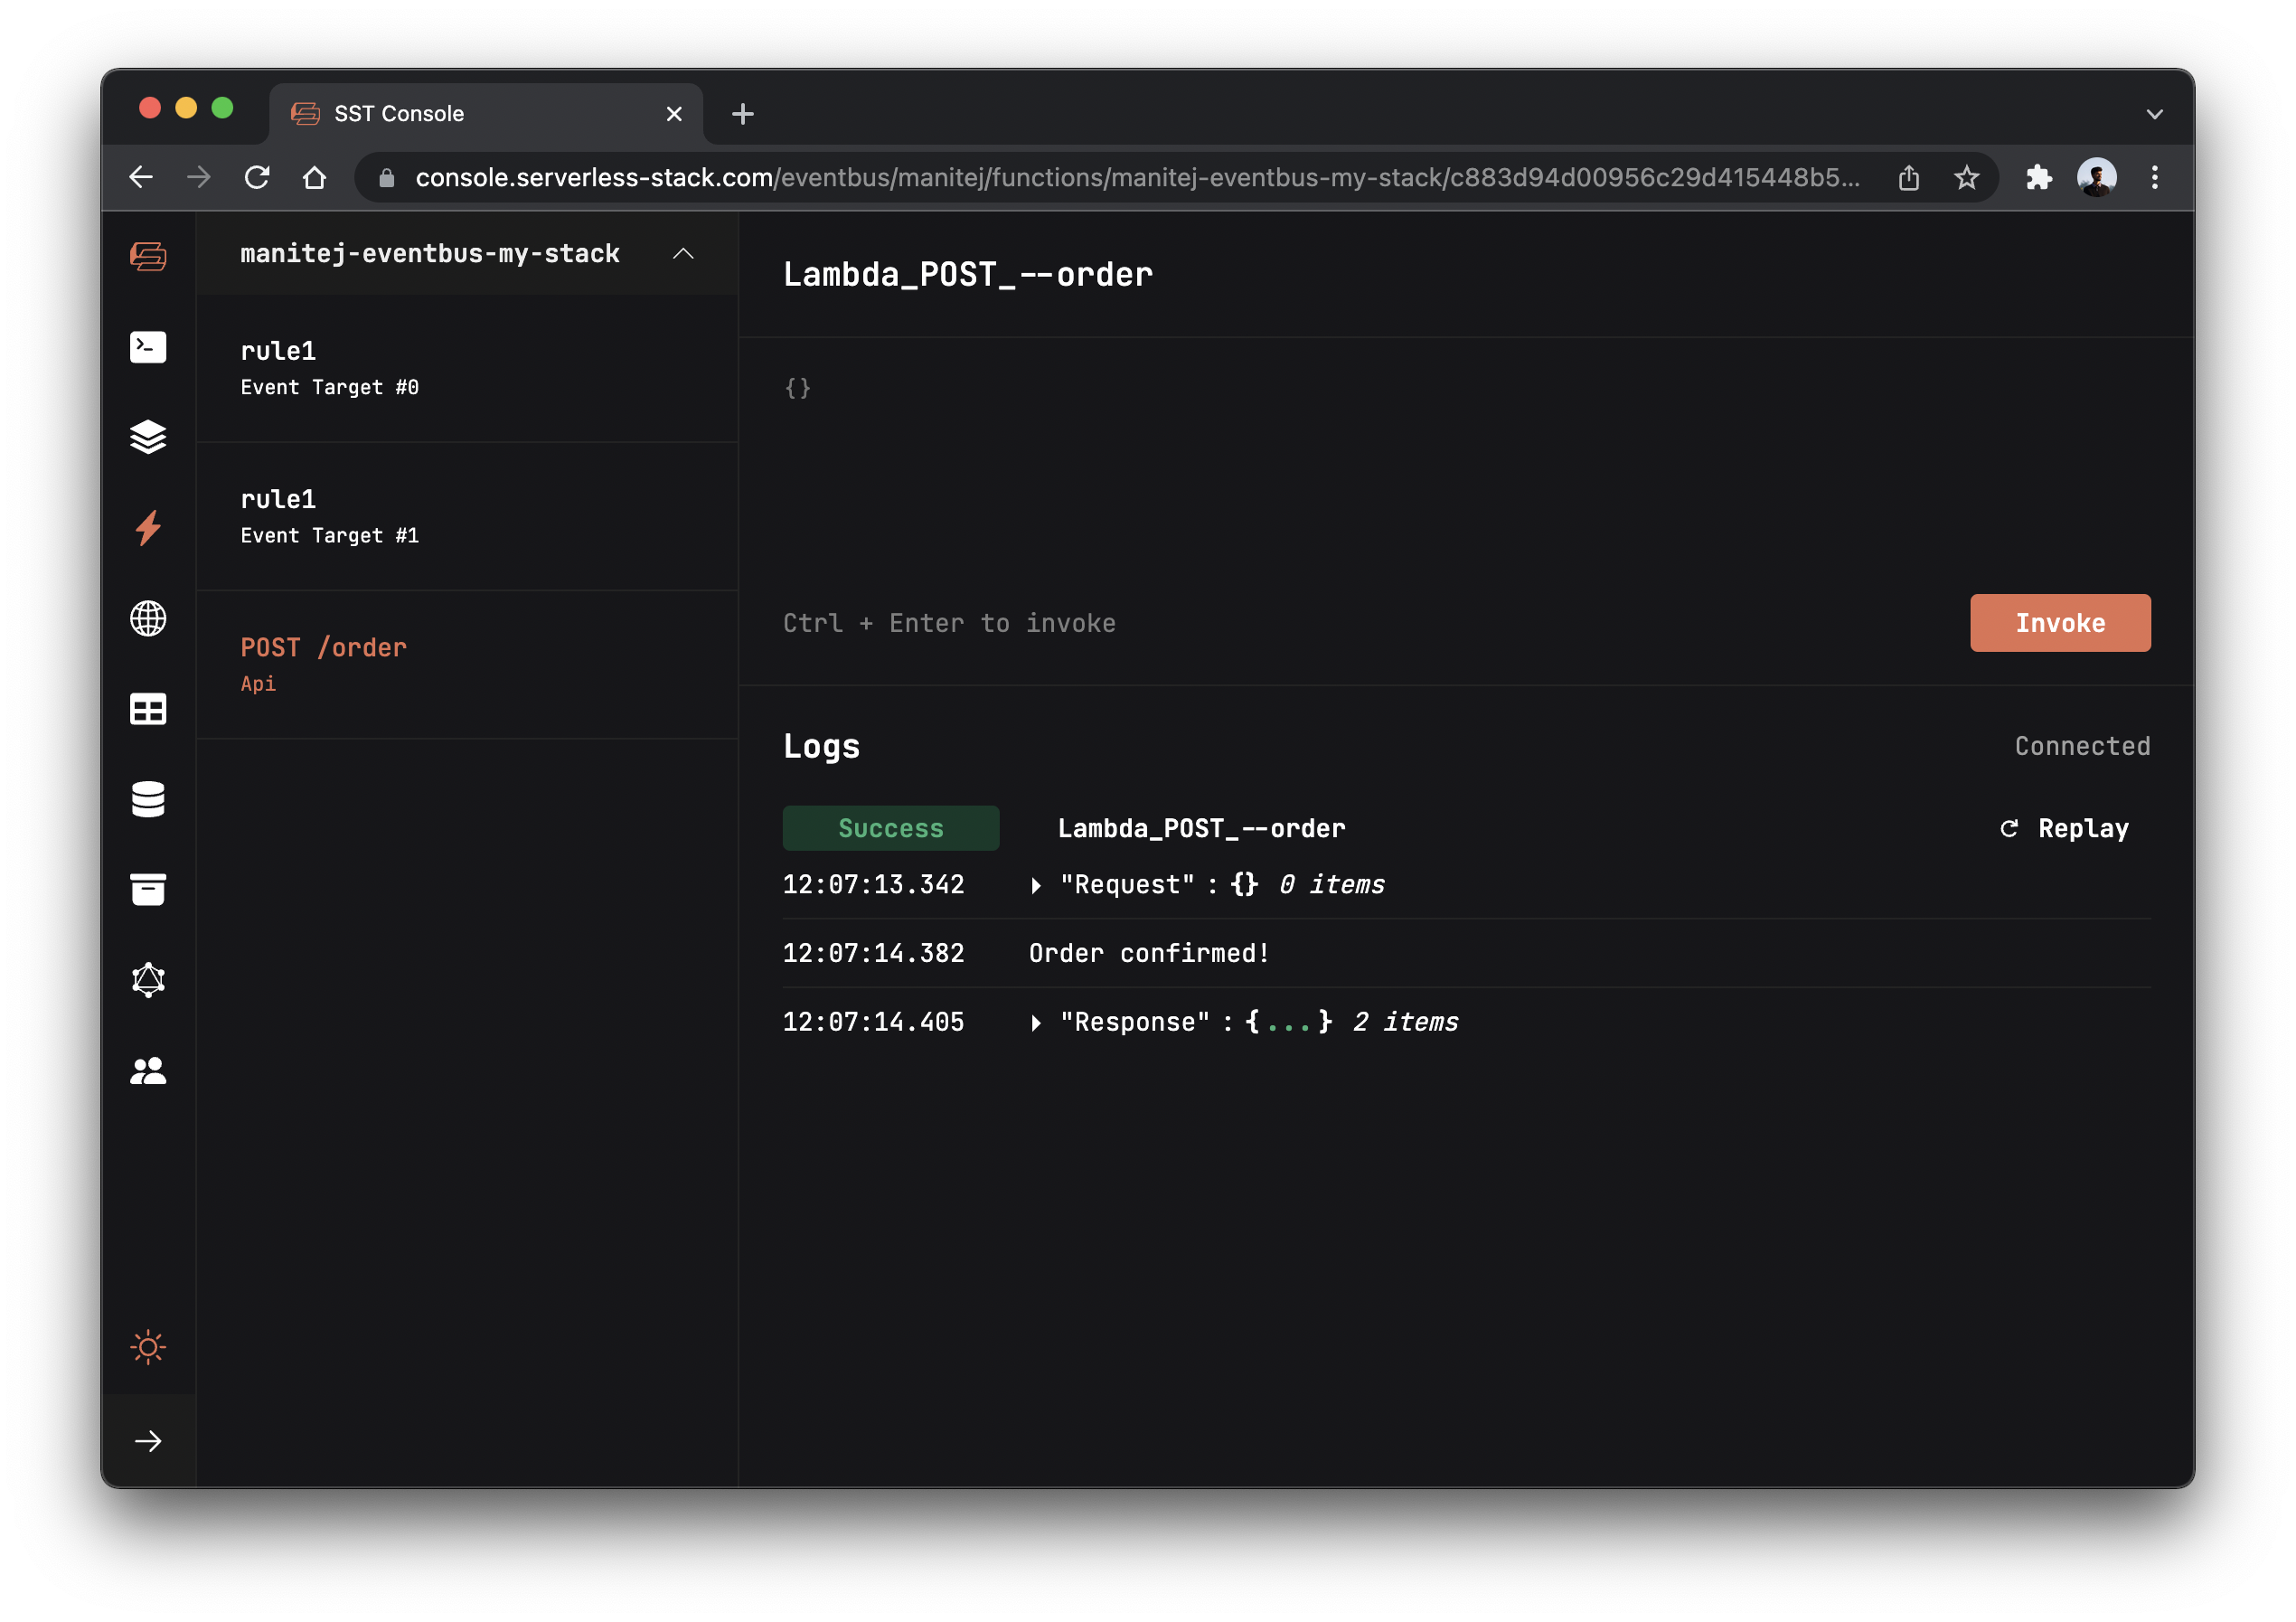 SST Console
console.serverless-stack.com/eventbus/manitej/functions/manitej-eventbus-my-stack/c883d94d00956c29d415448b5...
manitej-eventbus-my-stack
rule1
Event Target #0
rule1
Event Target #1
POST /order
Api
Lambda_POST_--order
{}
Ctrl + Enter to invoke
Invoke
Logs
Connected
Success
Lambda_POST_--order
Replay
12:07:13.342 "Request" : {} 0 items
12:07:14.382 Order confirmed!
12:07:14.405 "Response" : {...} 2 items